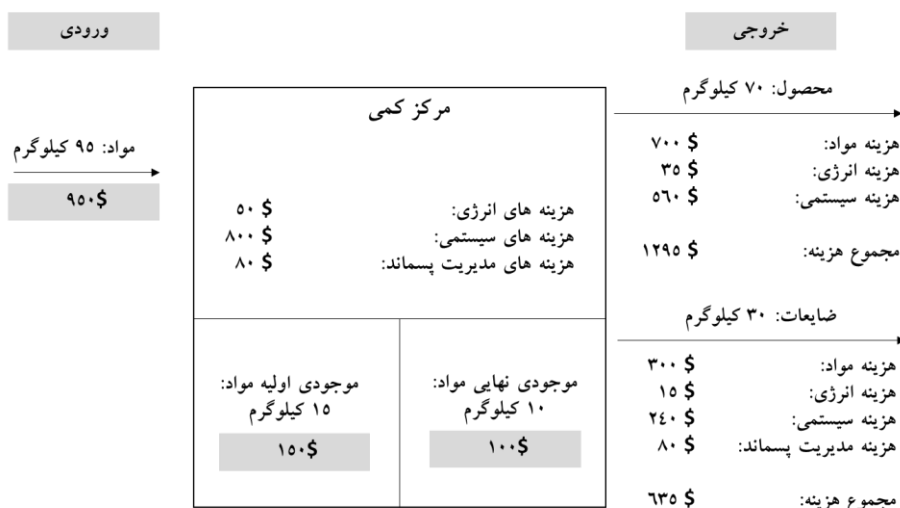 ورودی
خروجی
مواد: ۹۵ کیلوگرم
۹۵۰$
مرکز کمی
هزینه های انرژی: ۵۰ $
هزینه های سیستمی: ۸۰۰ $
هزینه های مدیریت پسماند: ۸۰ $
موجودی اولیه مواد:
۱۵ کیلوگرم
۱۵۰$
موجودی نهایی مواد:
۱۰ کیلوگرم
۱۰۰$
محصول: ۷۰ کیلوگرم
هزینه مواد: ۷۰۰ $
هزینه انرژی: ۳۵ $
هزینه سیستمی: ۵٦۰ $
مجموع هزینه: ۱۲۹۵ $
ضایعات: ۳۰ کیلوگرم
هزینه مواد: ۳۰۰ $
هزینه انرژی: ۱۵ $
هزینه سیستمی: ۲٤۰ $
هزینه مدیریت پسماند: ۸۰ $
مجموع هزینه: ٦۳۵ $